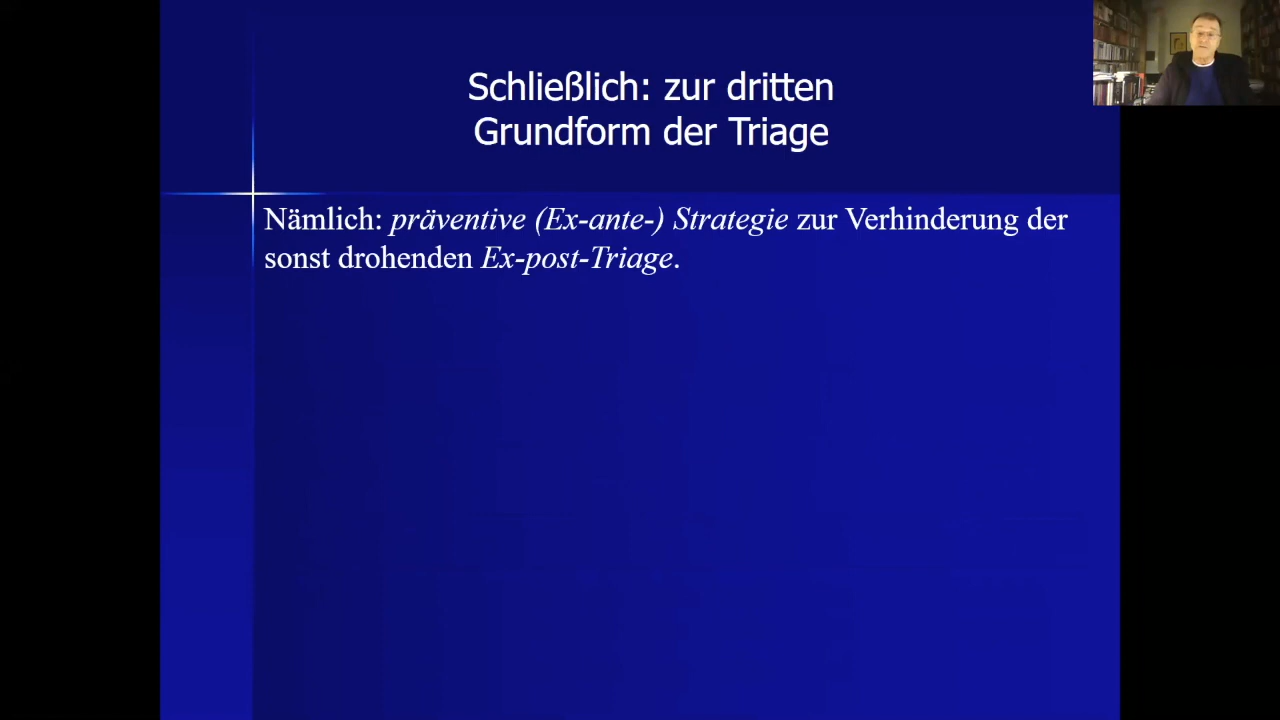 Schließlich: zur dritten
Grundform der Triage
Nämlich: präventive (Ex-ante-) Strategie zur Verhinderung der
sonst drohenden Ex-post-Triage.